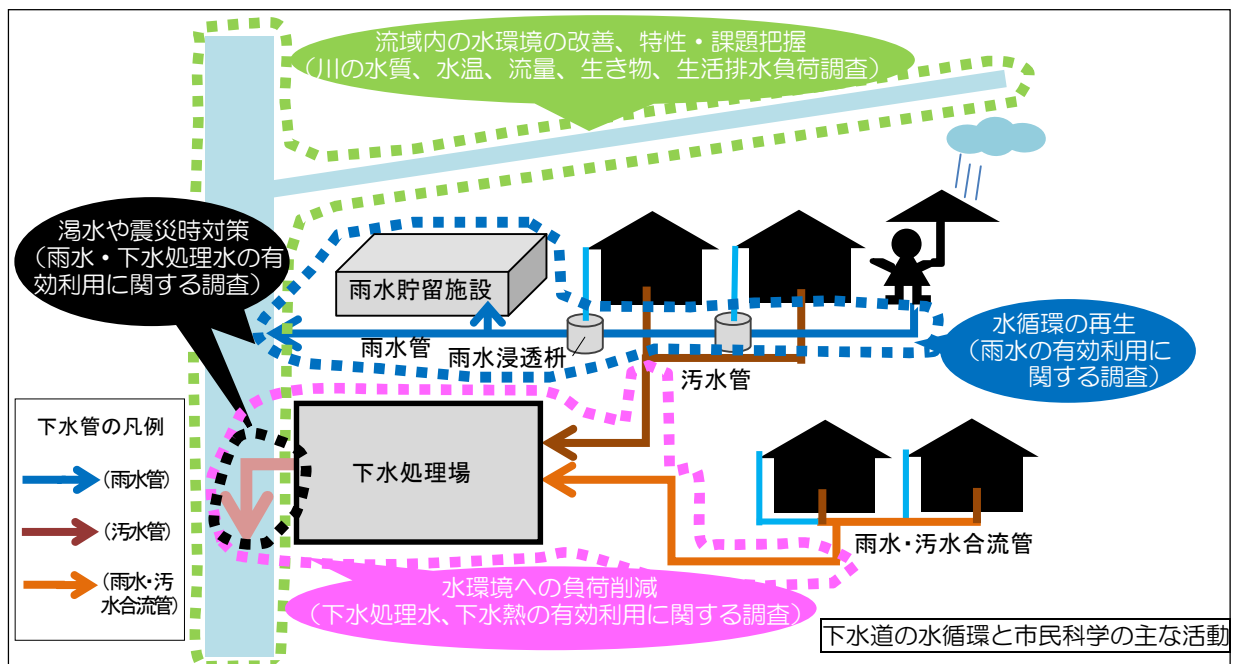 流域内の水環境の改善、特性・課題把握
（川の水質、水温、流量、生き物、生活排水負荷調査）
渇水や震災時対策
（雨水・下水処理水の有
効利用に関する調査）
雨水貯留施設
雨水管
雨水浸透枡
汚水管
水循環の再生
（雨水の有効利用に
関する調査）
下水管の凡例
（雨水管）
（汚水管）
（雨水・汚
水合流管）
下水処理場
雨水・汚水合流管
水環境への負荷削減
（下水処理水、下水熱の有効利用に関する調査）
下水道の水循環と市民科学の主な活動